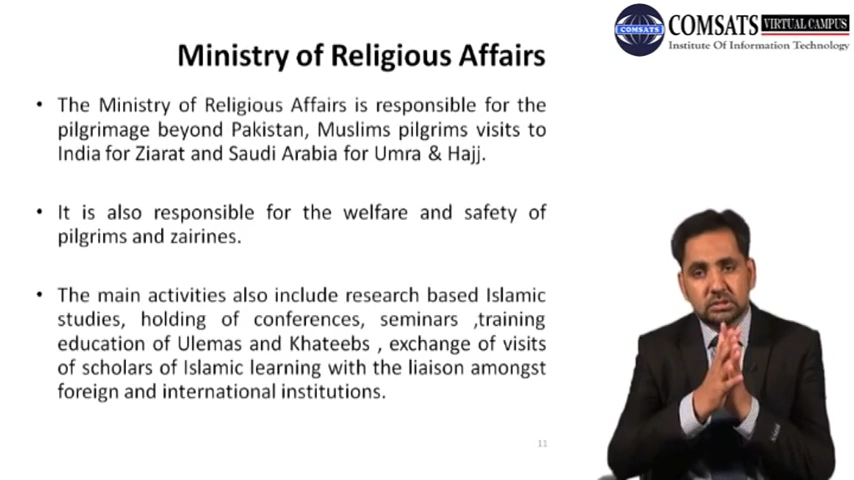 COMSATS
COMSATS VIRTUAL CAMPUS
Institute Of Information Technology
Ministry of Religious Affairs
• The Ministry of Religious Affairs is responsible for the
pilgrimage beyond Pakistan, Muslims pilgrims visits to
India for Ziarat and Saudi Arabia for Umra & Hajj.
• It is also responsible for the welfare and safety of
pilgrims and zairines.
• The main activities also include research based Islamic
studies, holding of conferences, seminars ,training
education of Ulemas and Khateebs , exchange of visits
of scholars of Islamic learning with the liaison amongst
foreign and international institutions.
11